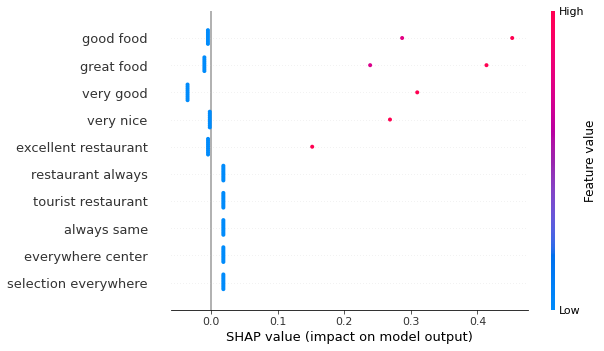 High
good food
great food
very good
very nice
excellent restaurant
restaurant always
tourist restaurant
always same
everywhere center
selection everywhere
Feature value
Low
0.0 0.1 0.2 0.3 0.4
SHAP value (impact on model output)